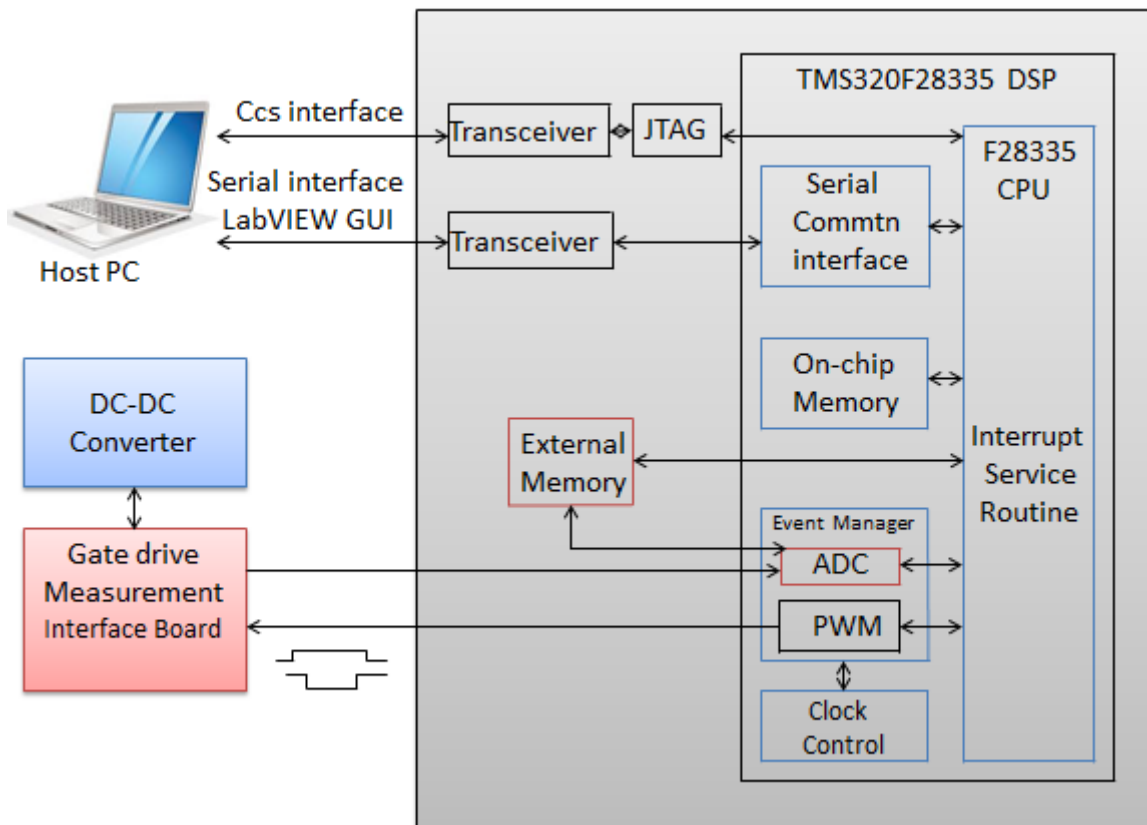 TMS320F28335 DSP
Ccs interface
Transceiver
JTAG
F28335
CPU
Serial interface
LabVIEW GUI
Serial
Commtn
interface
Transceiver
Host PC
On-chip
Memory
DC-DC
Converter
External
Memory
Interrupt
Service
Routine
Event Manager
ADC
Gate drive
Measurement
Interface Board
PWM
Clock
Control